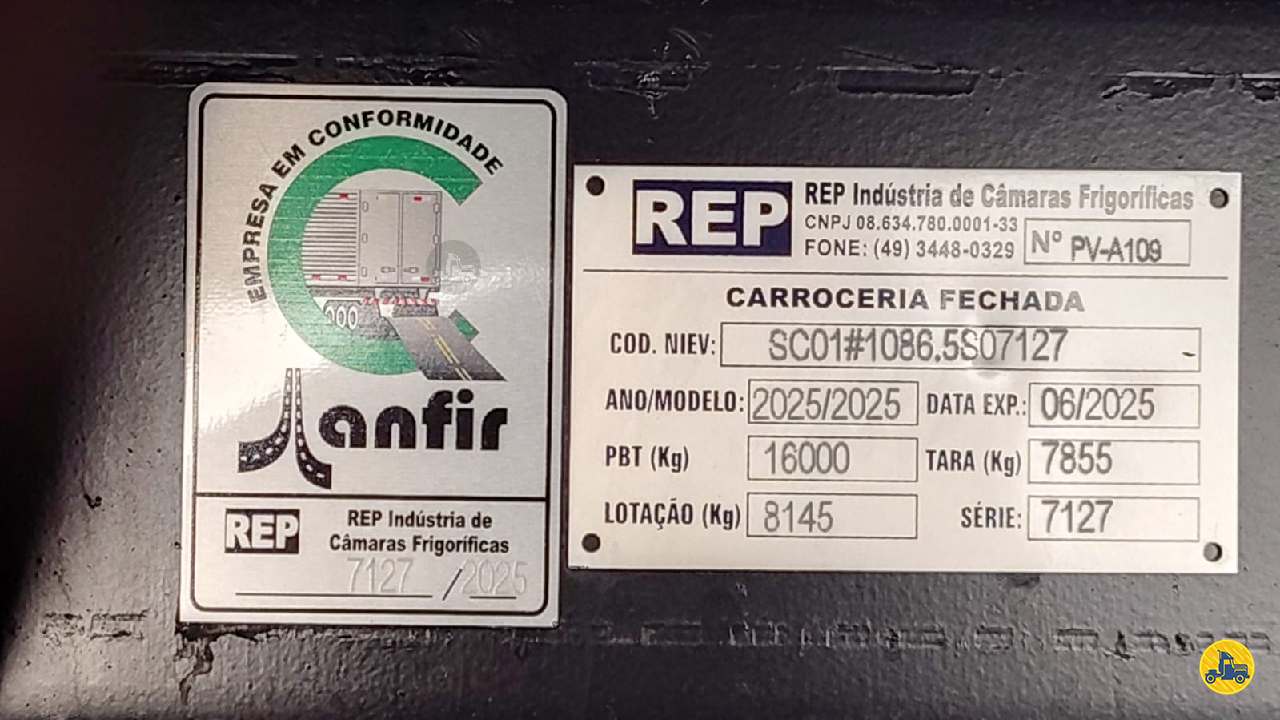 EMPRESA EM CONFORMIDADE
anfir
REP
REP Indústria de
Câmaras Frigoríficas
7127 / 2025
REP
REP Indústria de Câmaras Frigoríficas
CNPJ 08.634.780.0001-33
FONE: (49) 3448-0329
Nº PV-A109
CARROCERIA FECHADA
COD. NIEV: SC01#1086.5S07127
ANO/MODELO: 2025/2025 DATA EXP.: 06/2025
PBT (Kg) 16000 TARA (Kg) 7855
LOTAÇÃO (Kg) 8145 SÉRIE: 7127